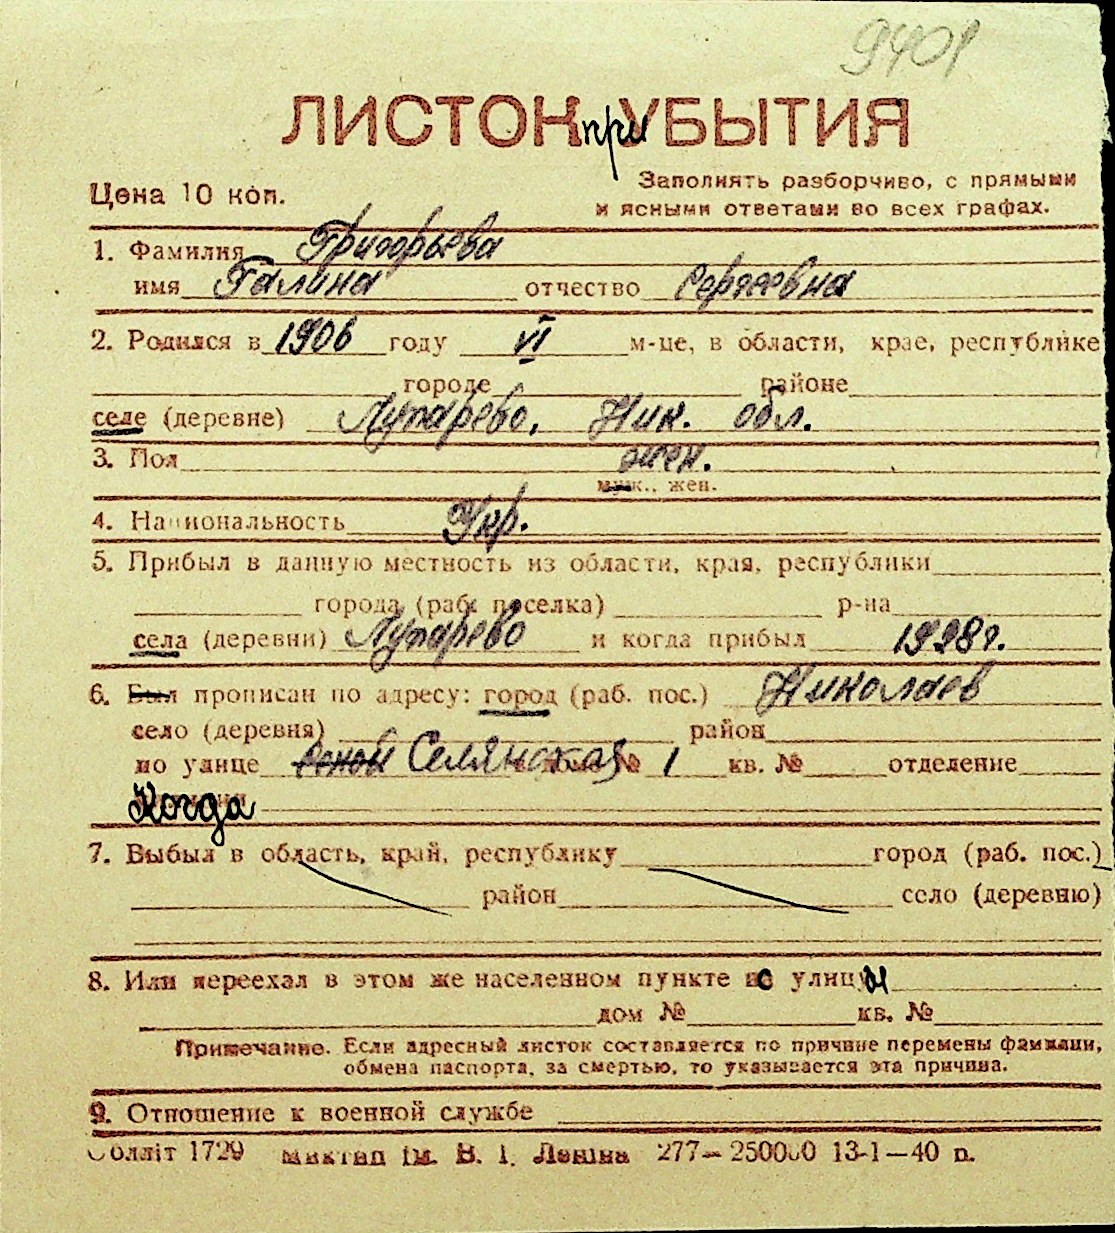 9401
ЛИСТОК при УБЫТИЯ
Цена 10 коп.
Заполнять разборчиво, с прямыми
и ясными ответами во всех графах.
1. Фамилия Григорьева
имя Галина отчество Сергеевна
2. Родился в 1906 году VI м-це, в области, крае, республике
городе районе
селе (деревне) Лупарево, Ник. обл.
3. Пол жен.
муж., жен.
4. Национальность Укр.
5. Прибыл в данную местность из области, края, республики
города (раб. поселка) р-на
села (деревни) Лупарево и когда прибыл 1928г.
6. Был прописан по адресу: город (раб. пос.) Николаев
село (деревня) район
по улице Селянская № 1 кв. № отделение
Когда
7. Выбыл в область, край, республику город (раб. пос.)
район село (деревню)
8. Или переехал в этом же населенном пункте с улицы
дом № кв. №
Примечание. Если адресный листок составляется по причине перемены фамилии,
обмена паспорта, за смертью, то указывается эта причина.
9. Отношение к военной службе
Облліт 1729 ім. В. І. Леніна 277—250000 13-1—40 п.